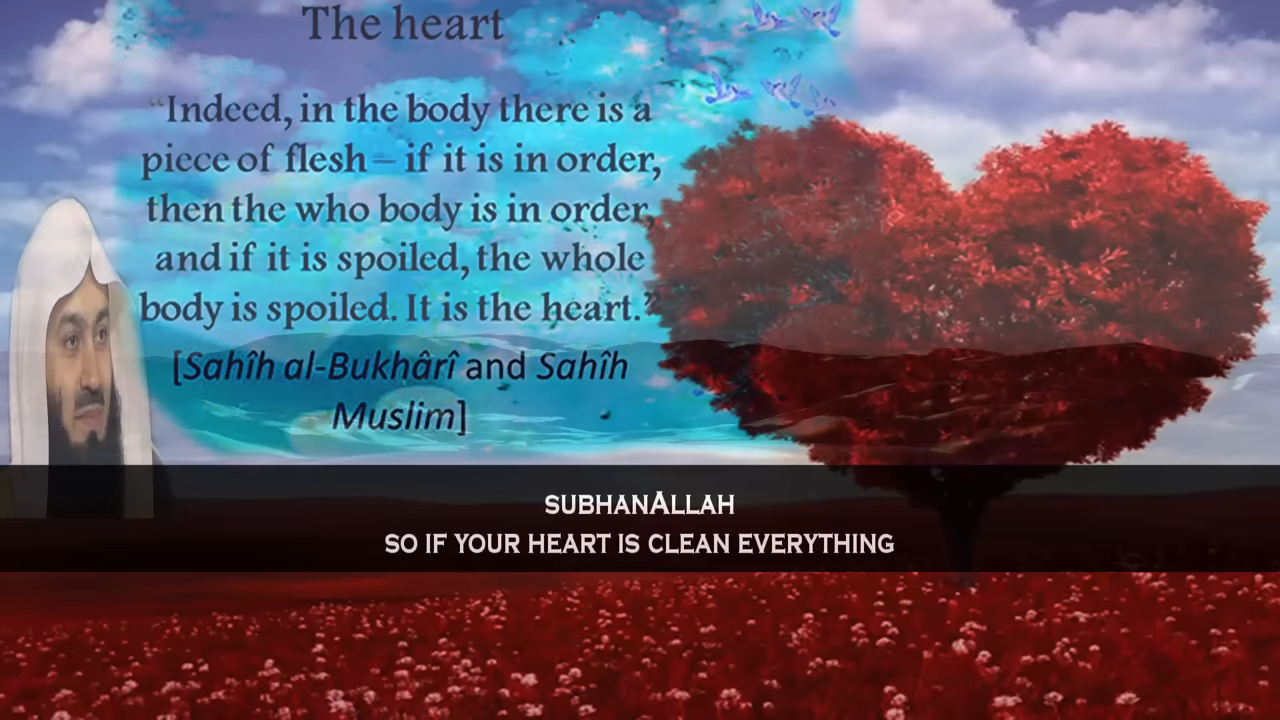 The heart
“Indeed, in the body there is a
piece of flesh – if it is in order,
then the who body is in order,
and if it is spoiled, the whole
body is spoiled. It is the heart.”
[Sahîh al-Bukhârî and Sahîh
Muslim]
SUBHANALLAH
SO IF YOUR HEART IS CLEAN EVERYTHING